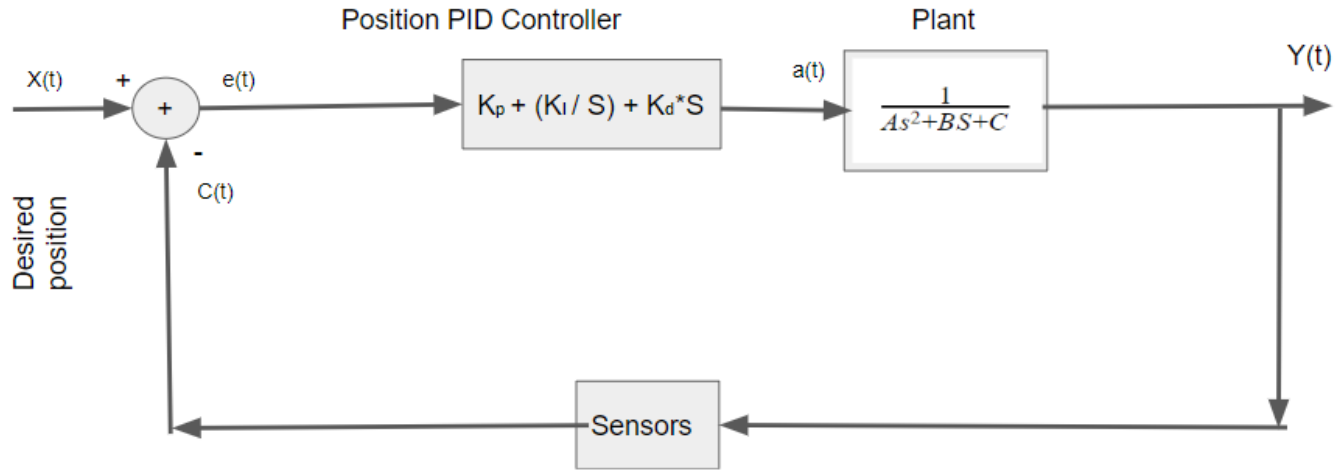 Position PID Controller
Plant
X(t)
+
+
e(t)
Kp + (KI / S) + Kd*S
a(t)
1
As²+BS+C
Y(t)
-
C(t)
Desired
position
Sensors